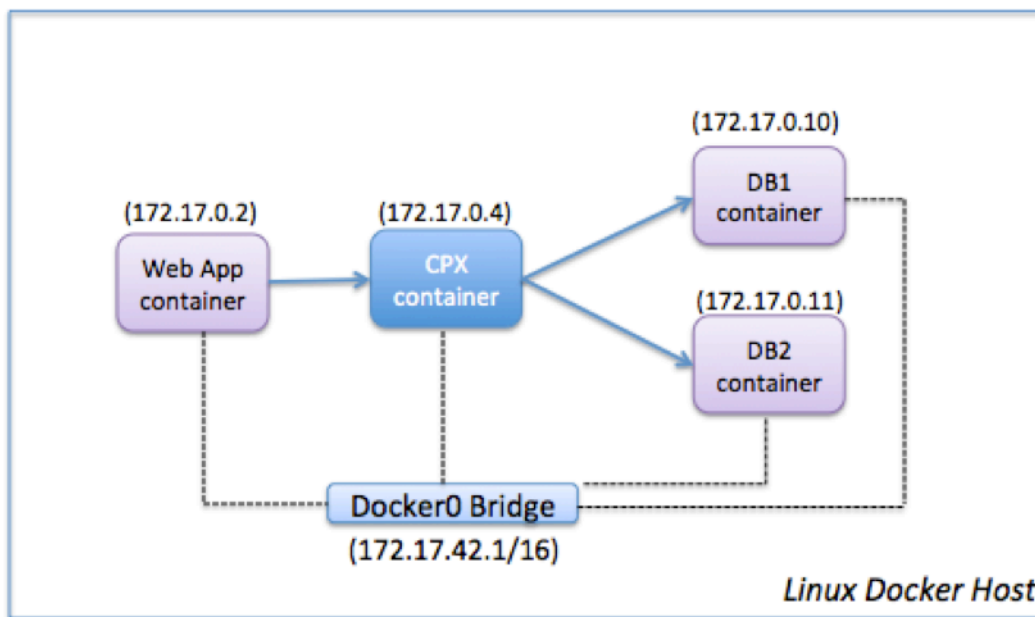 (172.17.0.10)
DB1
container
(172.17.0.2)
(172.17.0.4)
Web App
container
CPX
container
(172.17.0.11)
DB2
container
Docker0 Bridge
(172.17.42.1/16)
Linux Docker Host